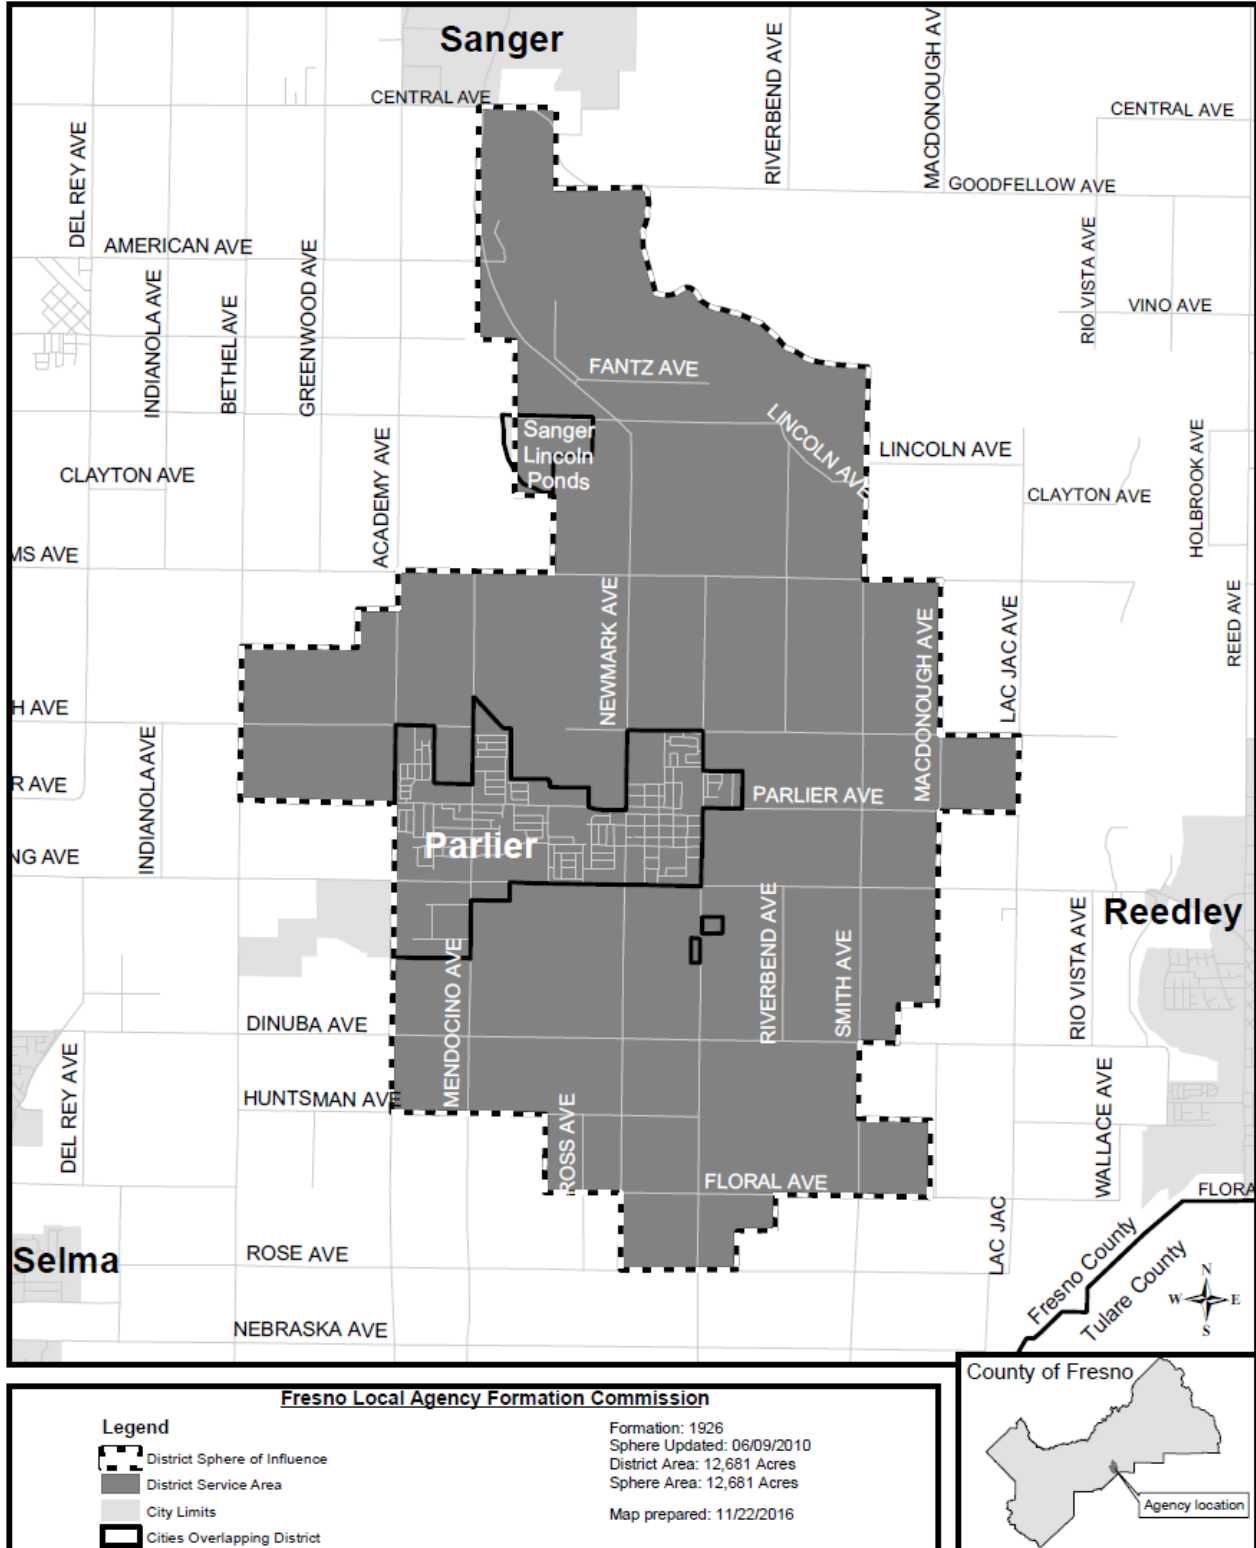 Sanger
CENTRAL AVE
RIVERBEND AVE
MACDONOUGH AV
CENTRAL AVE
DEL REY AVE
GOODFELLOW AVE
AMERICAN AVE
RIO VISTA AVE
VINO AVE
INDIANOLA AVE
BETHEL AVE
GREENWOOD AVE
FANTZ AVE
LINCOLN AVE
Sanger
Lincoln
Ponds
LINCOLN AVE
CLAYTON AVE
ACADEMY AVE
CLAYTON AVE
HOLBROOK AVE
MS AVE
NEWMARK AVE
MACDONOUGH AVE
LAC JAC AVE
REED AVE
H AVE
INDIANOLA AVE
R AVE
PARLIER AVE
Parlier
NG AVE
Reedley
MENDOCINO AVE
RIVERBEND AVE
SMITH AVE
RIO VISTA AVE
DINUBA AVE
DEL REY AVE
HUNTSMAN AVE
ROSS AVE
WALLACE AVE
FLORAL AVE
FLORA
LAC JAC
Selma
ROSE AVE
Fresno County
Tulare County
N
W E
S
NEBRASKA AVE
County of Fresno
Agency location
Fresno Local Agency Formation Commission
Legend
District Sphere of Influence
District Service Area
City Limits
Cities Overlapping District
Formation: 1926
Sphere Updated: 06/09/2010
District Area: 12,681 Acres
Sphere Area: 12,681 Acres
Map prepared: 11/22/2016